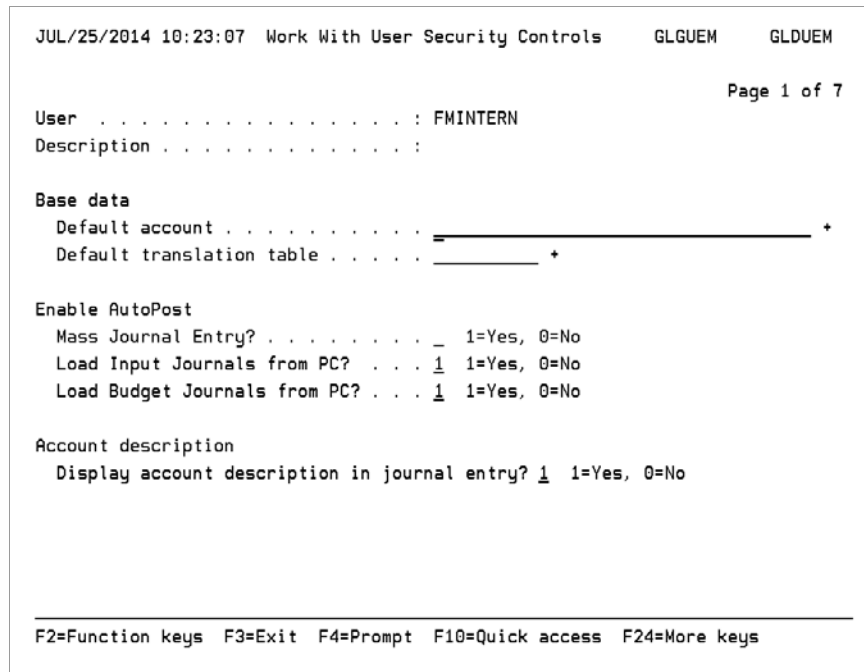 JUL/25/2014 10:23:07  Work With User Security Controls     GLGUEM     GLDUEM
Page 1 of 7
User  . . . . . . . . . . . . . . . : FMINTERN
Description . . . . . . . . . . . . :
Base data
Default account . . . . . . . . . . ____________________________________ +
Default translation table . . . . . __________ +
Enable AutoPost
Mass Journal Entry? . . . . . . . . _  1=Yes, 0=No
Load Input Journals from PC?  . . . 1  1=Yes, 0=No
Load Budget Journals from PC? . . . 1  1=Yes, 0=No
Account description
Display account description in journal entry? 1  1=Yes, 0=No
F2=Function keys  F3=Exit  F4=Prompt  F10=Quick access  F24=More keys